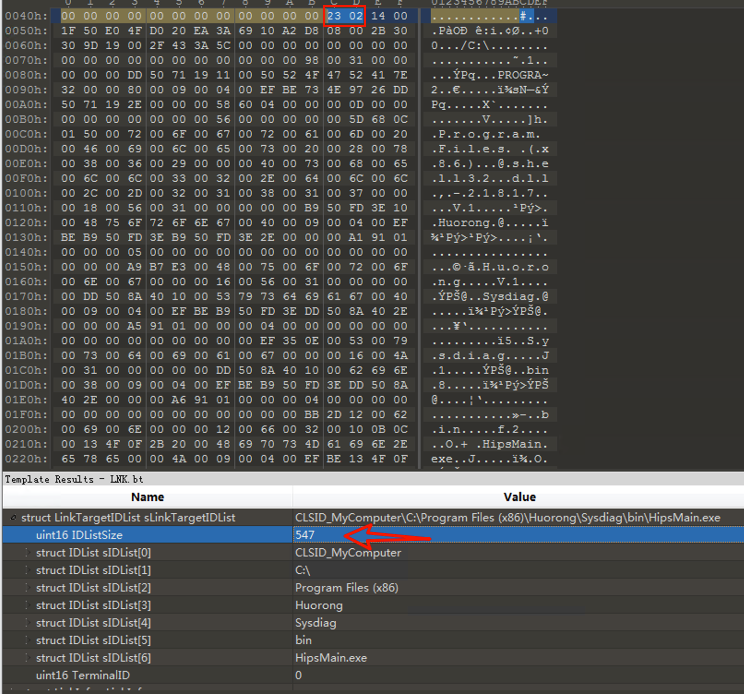 0 1 2 3 4 5 6 7 8 9 A B C D E F 0123456789ABCDEF
0040h: 00 00 00 00 00 00 00 00 00 00 00 00 23 02 14 00 ............#...
0050h: 1F 50 E0 4F D0 20 EA 3A 69 10 A2 D8 08 00 2B 30 .PàOÐ ê:i.¢Ø..+0
0060h: 30 9D 19 00 2F 43 3A 5C 00 00 00 00 00 00 00 00 0.../C:\........
0070h: 00 00 00 00 00 00 00 00 00 00 00 98 00 31 00 00 ...........˜.1..
0080h: 00 00 00 DD 50 71 19 11 00 50 52 4F 47 52 41 7E ...ÝPq...PROGRA~
0090h: 32 00 00 80 00 09 00 04 00 EF BE 73 4E 97 26 DD 2..€.....ï¾sN—&Ý
00A0h: 50 71 19 2E 00 00 00 58 60 04 00 00 00 0D 00 00 Pq.....X`.......
00B0h: 00 00 00 00 00 00 00 56 00 00 00 00 00 5D 68 0C .......V.....]h.
00C0h: 01 50 00 72 00 6F 00 67 00 72 00 61 00 6D 00 20 .P.r.o.g.r.a.m. 
00D0h: 00 46 00 69 00 6C 00 65 00 73 00 20 00 28 00 78 .F.i.l.e.s. .(.x
00E0h: 00 38 00 36 00 29 00 00 00 40 00 73 00 68 00 65 .8.6.)...@.s.h.e
00F0h: 00 6C 00 6C 00 33 00 32 00 2E 00 64 00 6C 00 6C .l.l.3.2...d.l.l
0100h: 00 2C 00 2D 00 32 00 31 00 38 00 31 00 37 00 00 .,.-.2.1.8.1.7..
0110h: 00 18 00 56 00 31 00 00 00 00 00 B9 50 FD 3E 10 ...V.1.....¹Pý>.
0120h: 00 48 75 6F 72 6F 6E 67 00 40 00 09 00 04 00 EF .Huorong.@.....ï
0130h: BE B9 50 FD 3E B9 50 FD 3E 2E 00 00 00 A1 91 01 ¾¹Pý>¹Pý>....¡‘.
0140h: 00 00 00 05 00 00 00 00 00 00 00 00 00 00 00 00 ................
0150h: 00 00 00 A9 B7 E3 00 48 00 75 00 6F 00 72 00 6F ...©·ã.H.u.o.r.o
0160h: 00 6E 00 67 00 00 00 16 00 56 00 31 00 00 00 00 .n.g.....V.1....
0170h: 00 DD 50 8A 40 10 00 53 79 73 64 69 61 67 00 40 .ÝPŠ@..Sysdiag.@
0180h: 00 09 00 04 00 EF BE B9 50 FD 3E DD 50 8A 40 2E .....ï¾¹Pý>ÝPŠ@.
0190h: 00 00 00 A5 91 01 00 00 00 04 00 00 00 00 00 00 ...¥‘...........
01A0h: 00 00 00 00 00 00 00 00 00 EF 35 0E 00 53 00 79 .........ï5..S.y
01B0h: 00 73 00 64 00 69 00 61 00 67 00 00 00 16 00 4A .s.d.i.a.g.....J
01C0h: 00 31 00 00 00 00 00 DD 50 8A 40 10 00 62 69 6E .1.....ÝPŠ@..bin
01D0h: 00 38 00 09 00 04 00 EF BE B9 50 FD 3E DD 50 8A .8.....ï¾¹Pý>ÝPŠ
01E0h: 40 2E 00 00 00 A6 91 01 00 00 00 04 00 00 00 00 @....¦‘.........
01F0h: 00 00 00 00 00 00 00 00 00 00 00 BB 2D 12 00 62 ...........»-..b
0200h: 00 69 00 6E 00 00 00 12 00 66 00 32 00 10 0B 0C .i.n.....f.2....
0210h: 00 13 4F 0F 2B 20 00 48 69 70 73 4D 61 69 6E 2E ..O.+ .HipsMain.
0220h: 65 78 65 00 00 4A 00 09 00 04 00 EF BE 13 4F 0F exe..J.....ï¾.O.
Template Results - LNK.bt
Name Value
struct LinkTargetIDList sLinkTargetIDList CLSID_MyComputer\C:\Program Files (x86)\Huorong\Sysdiag\bin\HipsMain.exe
uint16 IDListSize 547
struct IDList sIDList[0] CLSID_MyComputer
struct IDList sIDList[1] C:\
struct IDList sIDList[2] Program Files (x86)
struct IDList sIDList[3] Huorong
struct IDList sIDList[4] Sysdiag
struct IDList sIDList[5] bin
struct IDList sIDList[6] HipsMain.exe
uint16 TerminalID 0